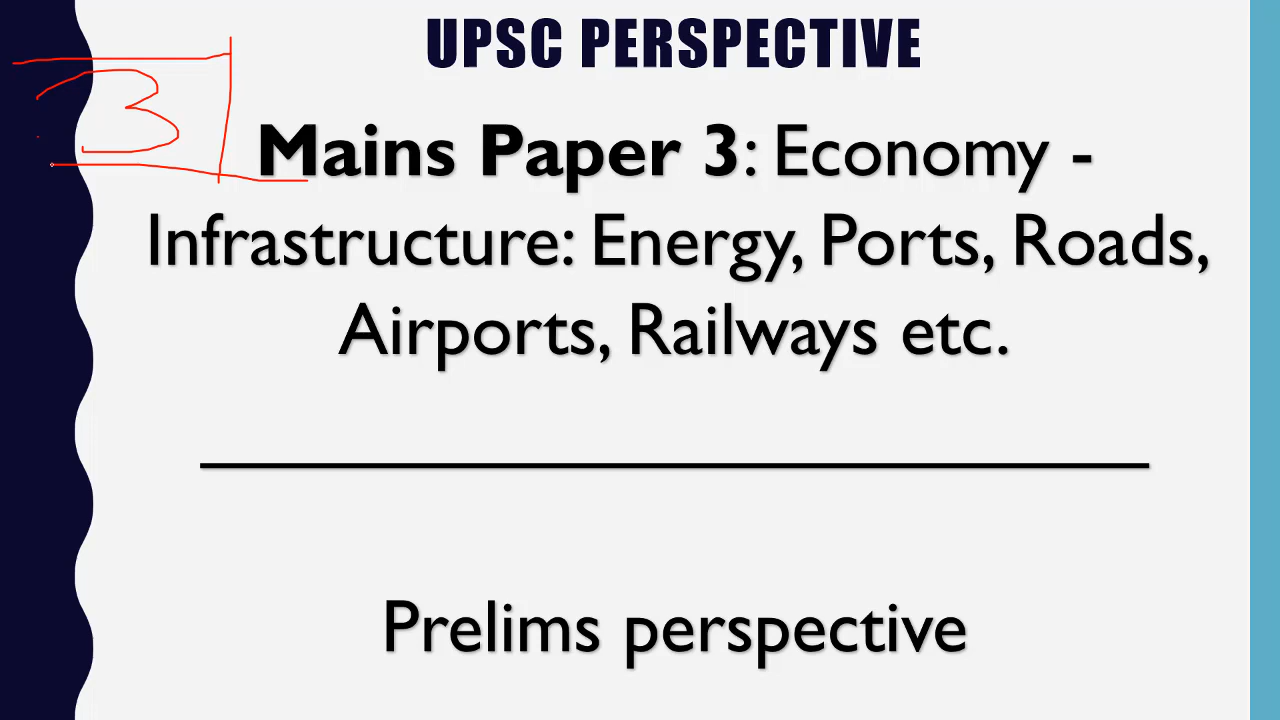 UPSC PERSPECTIVE
3
Mains Paper 3: Economy -
Infrastructure: Energy, Ports, Roads,
Airports, Railways etc.
Prelims perspective